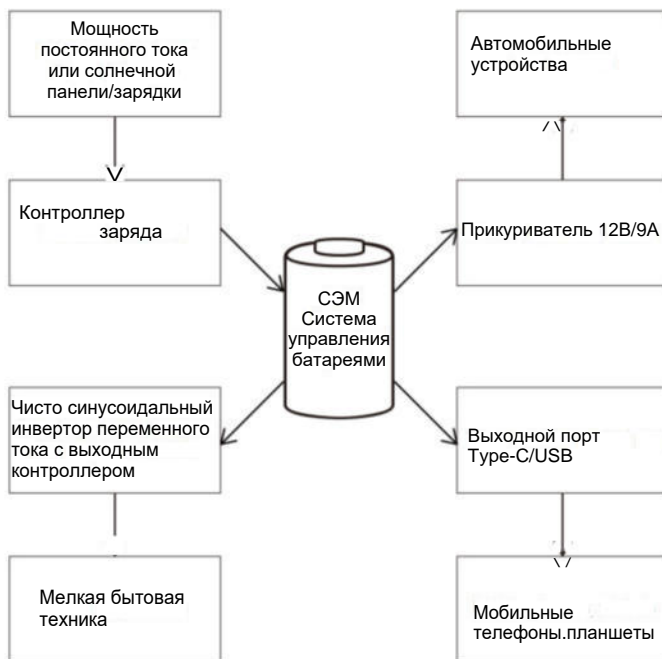 Мощность
постоянного тока
или солнечной
панели/зарядки
Автомобильные
устройства
Контроллер
заряда
Прикуриватель 12В/9А
СЭМ
Система
управления
батареями
Чисто синусоидальный
инвертор переменного
тока с выходным
контроллером
Выходной порт
Type-C/USB
Мелкая бытовая
техника
Мобильные
телефоны.планшеты